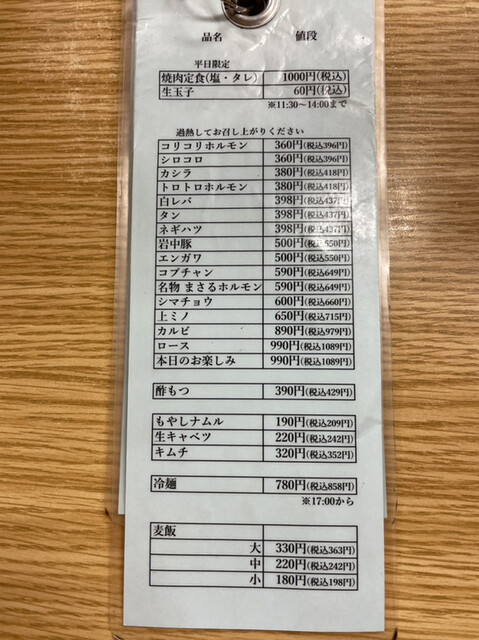 品名 値段
平日限定
焼肉定食(塩・タレ) 1000円(税込)
生玉子 60円(税込)
※11:30～14:00まで
過熱してお召し上がりください
コリコリホルモン 360円(税込396円)
シロコロ 360円(税込396円)
カシラ 380円(税込418円)
トロトロホルモン 380円(税込418円)
白レバ 398円(税込437円)
タン 398円(税込437円)
ネギハツ 398円(税込437円)
岩中豚 500円(税込550円)
エンガワ 500円(税込550円)
コブチャン 590円(税込649円)
名物 まさるホルモン 590円(税込649円)
シマチョウ 600円(税込660円)
上ミノ 650円(税込715円)
カルビ 890円(税込979円)
ロース 990円(税込1089円)
本日のお楽しみ 990円(税込1089円)
酢もつ 390円(税込429円)
もやしナムル 190円(税込209円)
生キャベツ 220円(税込242円)
キムチ 320円(税込352円)
冷麺 780円(税込858円)
※17:00から
麦飯
大 330円(税込363円)
中 220円(税込242円)
小 180円(税込198円)